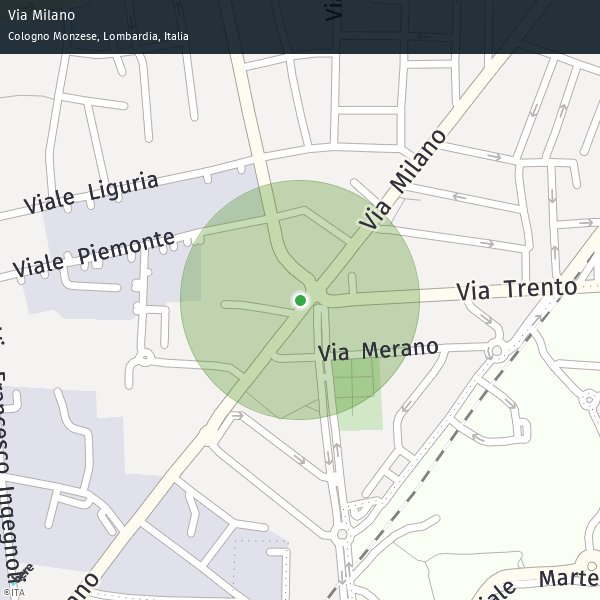 Via Milano
Cologno Monzese, Lombardia, Italia
Vi
Via Milano
Viale Liguria
Viale Piemonte
Via Trento
Via Merano
Francesco Ingegnoli
ano
Viale Marte
©ITA